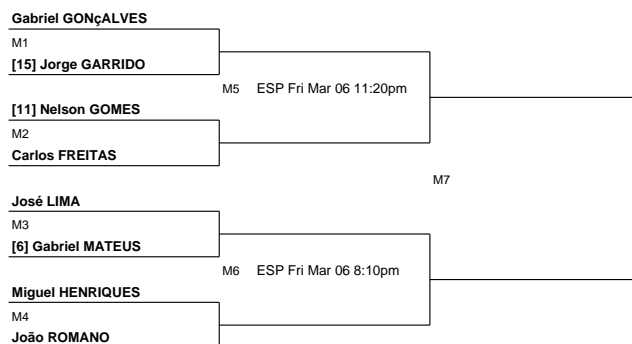 Gabriel GONçALVES
M1
[15] Jorge GARRIDO
M5 ESP Fri Mar 06 11:20pm
[11] Nelson GOMES
M2
Carlos FREITAS
M7
José LIMA
M3
[6] Gabriel MATEUS
M6 ESP Fri Mar 06 8:10pm
Miguel HENRIQUES
M4
João ROMANO